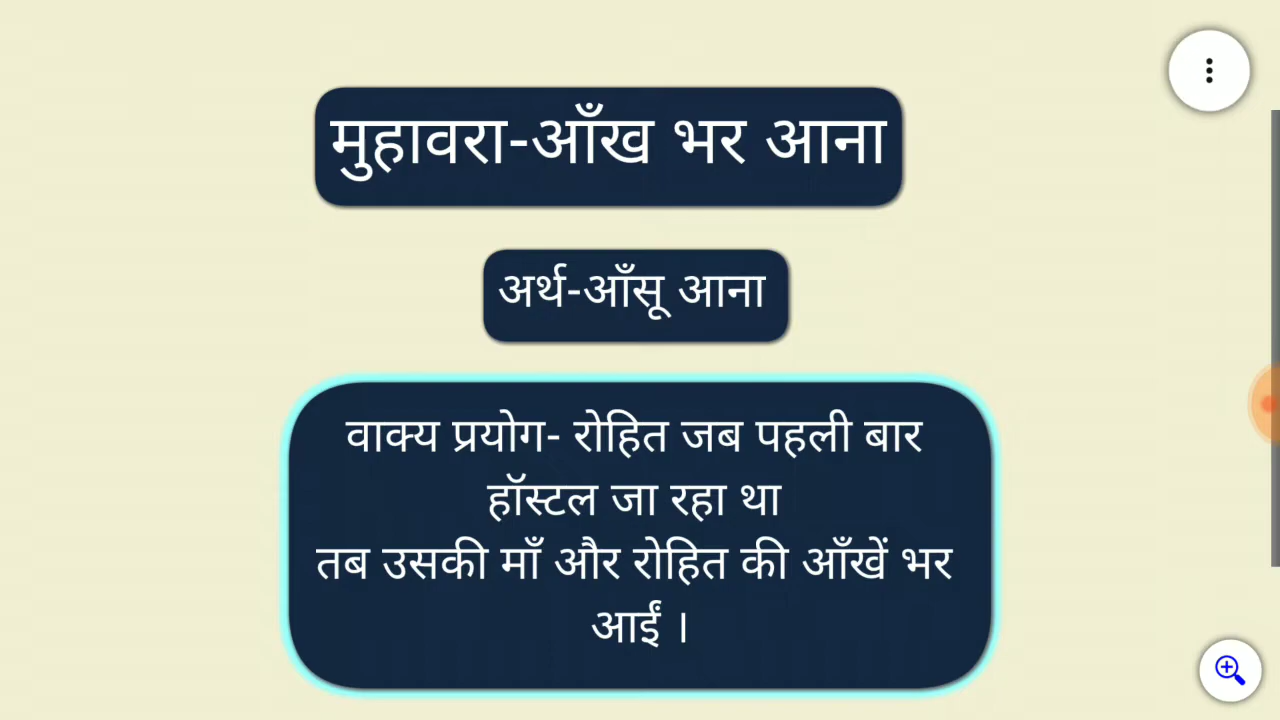 मुहावरा-आँख भर आना
अर्थ-आँसू आना
वाक्य प्रयोग- रोहित जब पहली बार
हॉस्टल जा रहा था
तब उसकी माँ और रोहित की आँखें भर
आईं ।